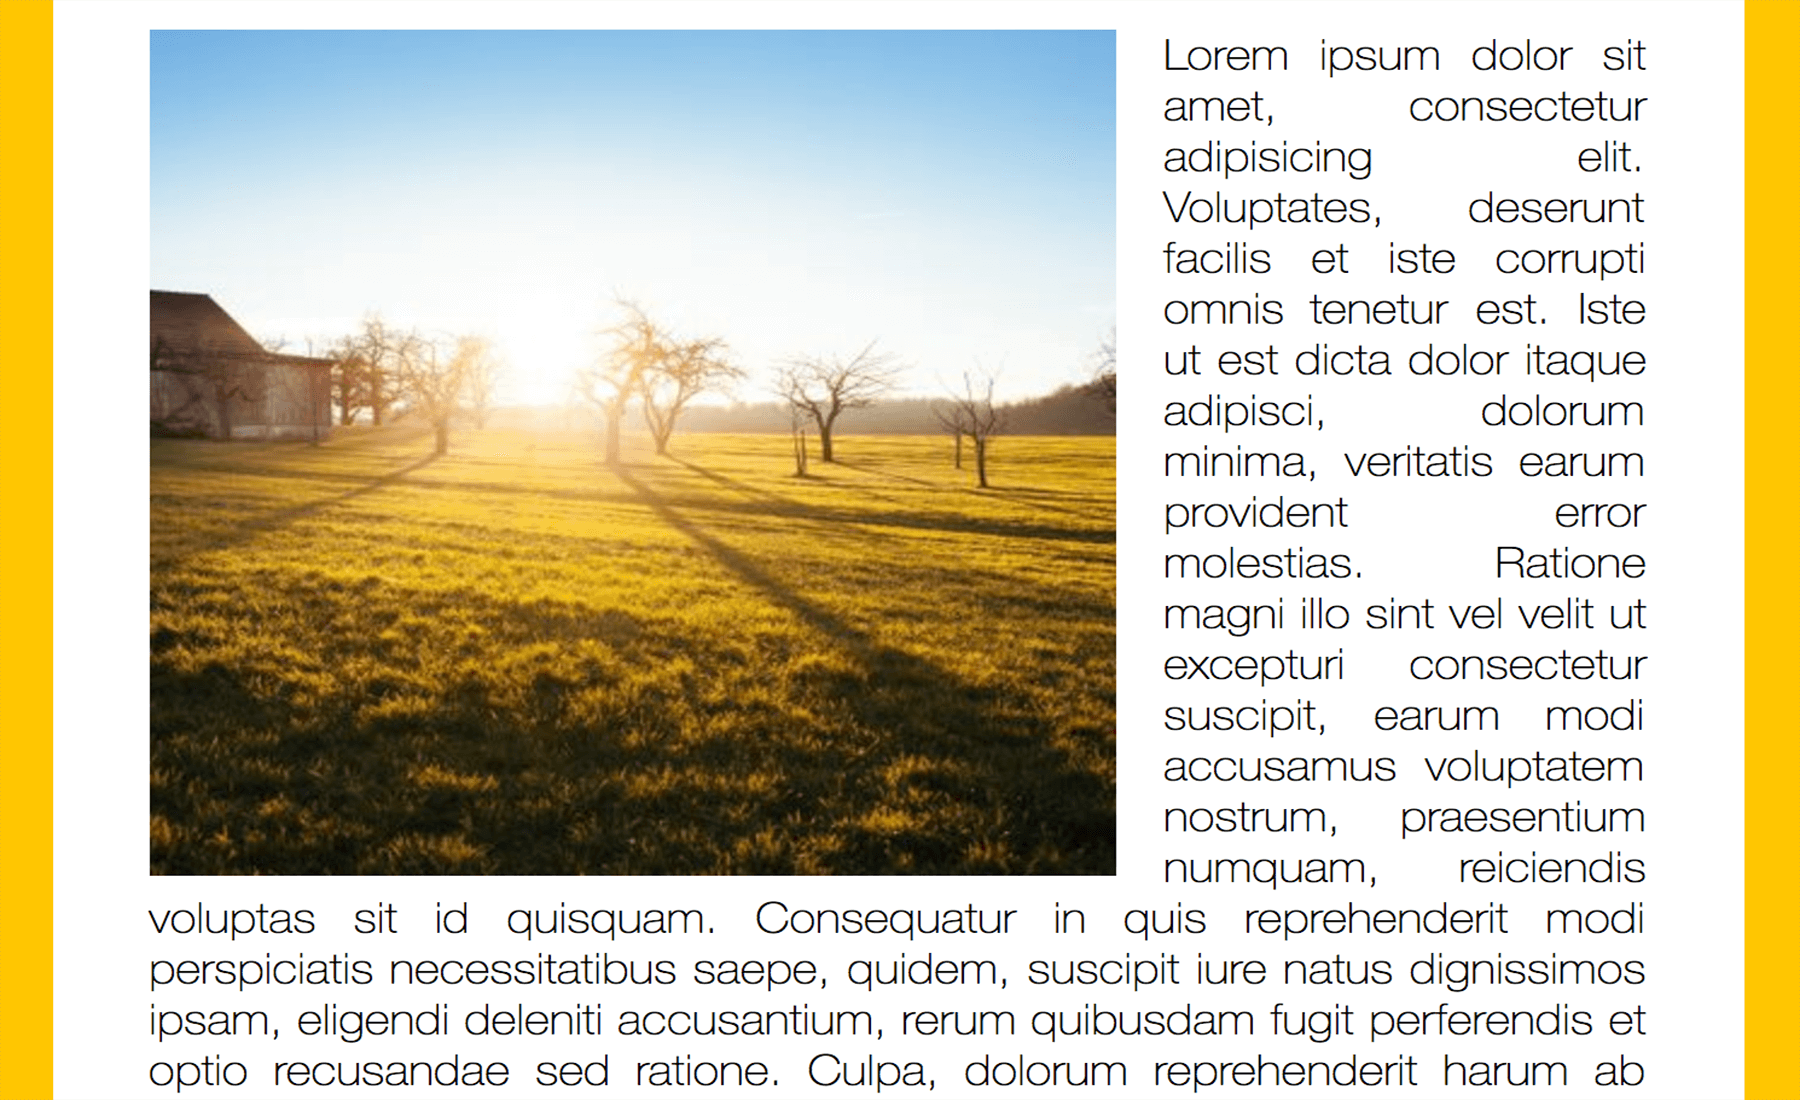 Lorem ipsum dolor sit
amet, consectetur
adipisicing elit.
Voluptates, deserunt
facilis et iste corrupti
omnis tenetur est. Iste
ut est dicta dolor itaque
adipisci, dolorum
minima, veritatis earum
provident error
molestias. Ratione
magni illo sint vel velit ut
excepturi consectetur
suscipit, earum modi
accusamus voluptatem
nostrum, praesentium
numquam, reiciendis
voluptas sit id quisquam. Consequatur in quis reprehenderit modi
perspiciatis necessitatibus saepe, quidem, suscipit iure natus dignissimos
ipsam, eligendi deleniti accusantium, rerum quibusdam fugit perferendis et
optio recusandae sed ratione. Culpa, dolorum reprehenderit harum ab